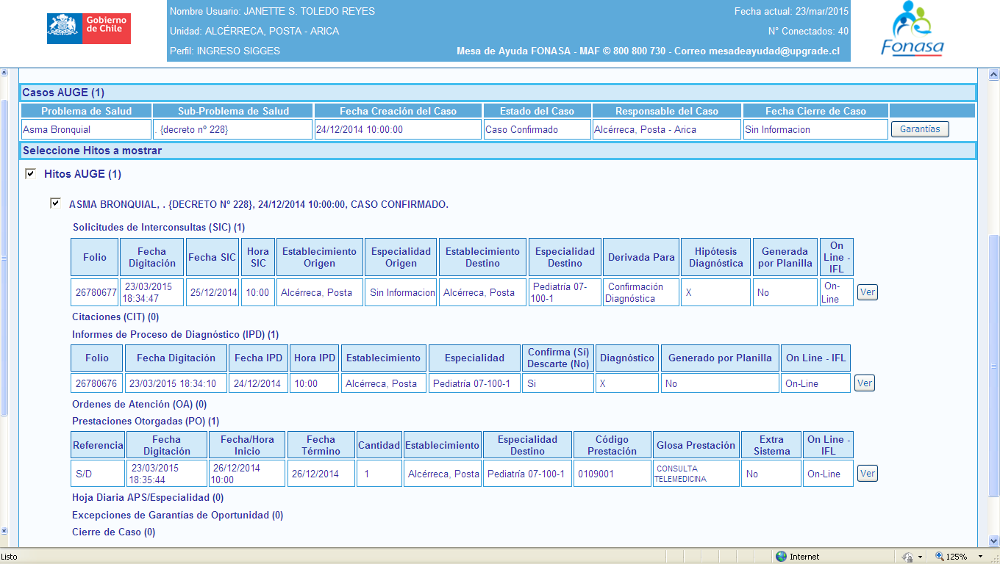 Gobierno de Chile
Nombre Usuario: JANETTE S. TOLEDO REYES
Fecha actual: 23/mar/2015
Unidad: ALCÉRRECA, POSTA - ARICA
N° Conectados: 40
Perfil: INGRESO SIGGES
Mesa de Ayuda FONASA - MAF © 800 800 730 - Correo mesadeayudad@upgrade.cl
Fonasa
Casos AUGE (1)
Problema de Salud Sub-Problema de Salud Fecha Creación del Caso Estado del Caso Responsable del Caso Fecha Cierre de Caso
Asma Bronquial . {decreto nº 228} 24/12/2014 10:00:00 Caso Confirmado Alcérreca, Posta - Arica Sin Informacion Garantías
Seleccione Hitos a mostrar
Hitos AUGE (1)
ASMA BRONQUIAL, . {DECRETO Nº 228}, 24/12/2014 10:00:00, CASO CONFIRMADO.
Solicitudes de Interconsultas (SIC) (1)
Folio Fecha Digitación Fecha SIC Hora SIC Establecimiento Origen Especialidad Origen Establecimiento Destino Especialidad Destino Derivada Para Hipótesis Diagnóstica Generada por Planilla On Line - IFL
26780677 23/03/2015 18:34:47 25/12/2014 10:00 Alcérreca, Posta Sin Informacion Alcérreca, Posta Pediatría 07-100-1 Confirmación Diagnóstica X No On-Line Ver
Citaciones (CIT) (0)
Informes de Proceso de Diagnóstico (IPD) (1)
Folio Fecha Digitación Fecha IPD Hora IPD Establecimiento Especialidad Confirma (Sí) Descarte (No) Diagnóstico Generado por Planilla On Line - IFL
26780676 23/03/2015 18:34:10 24/12/2014 10:00 Alcérreca, Posta Pediatría 07-100-1 Si X No On-Line Ver
Ordenes de Atención (OA) (0)
Prestaciones Otorgadas (PO) (1)
Referencia Fecha Digitación Fecha/Hora Inicio Fecha Término Cantidad Establecimiento Especialidad Destino Código Prestación Glosa Prestación Extra Sistema On Line - IFL
S/D 23/03/2015 18:35:44 26/12/2014 10:00 26/12/2014 1 Alcérreca, Posta Pediatría 07-100-1 0109001 CONSULTA TELEMEDICINA No On-Line Ver
Hoja Diaria APS/Especialidad (0)
Excepciones de Garantías de Oportunidad (0)
Cierre de Caso (0)
Listo Internet 125%